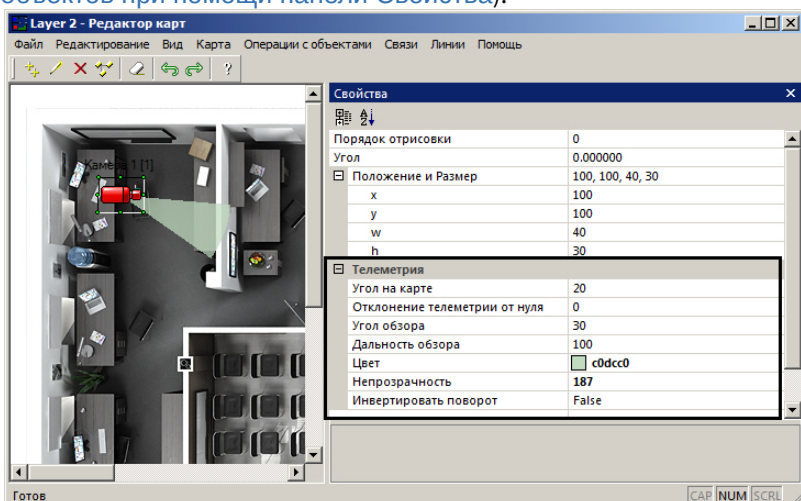 объектов при помощи панели Свойства).
Layer 2 - Редактор карт
Файл Редактирование Вид Карта Операции с объектами Связи Линии Помощь
Свойства
Порядок отрисовки 0
Угол 0.000000
Положение и Размер 100, 100, 40, 30
x 100
y 100
w 40
h 30
Телеметрия
Угол на карте 20
Отклонение телеметрии от нуля 0
Угол обзора 30
Дальность обзора 100
Цвет c0dcc0
Непрозрачность 187
Инвертировать поворот False
Камера 1 [1]
Готов
CAP NUM SCRL